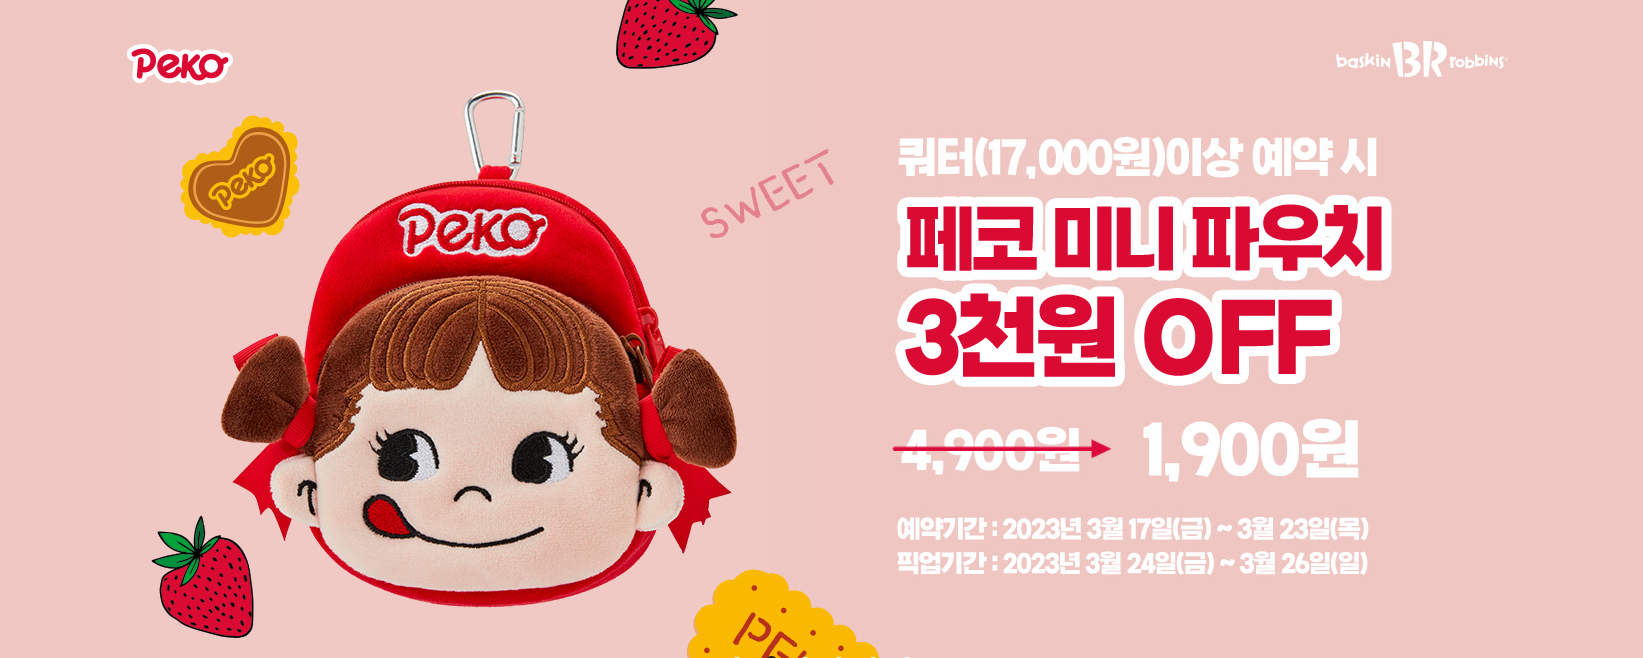 Peko
baskin BR robbins
Peko
SWEET
Peko
쿼터(17,000원)이상 예약 시
페코 미니 파우치
3천원 OFF
4,900원 1,900원
예약기간 : 2023년 3월 17일(금) ~ 3월 23일(목)
픽업기간 : 2023년 3월 24일(금) ~ 3월 26일(일)